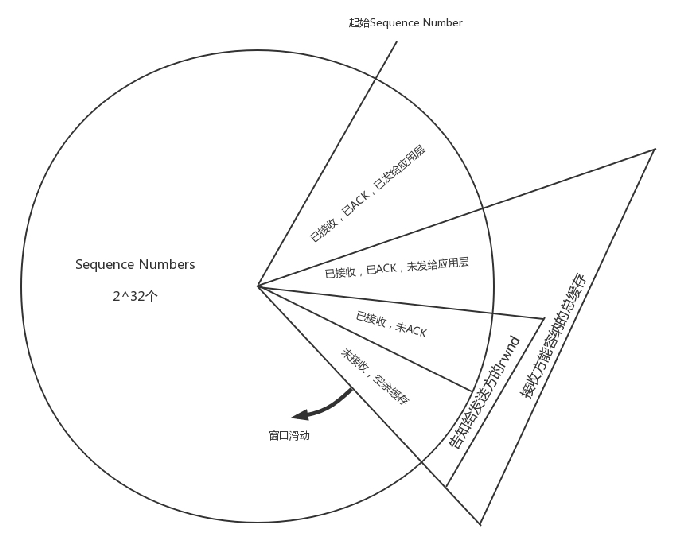 起始Sequence Number
已接收，已ACK，已发给应用层
已接收，已ACK，未发给应用层
已接收，未ACK
未接收，空余缓存
Sequence Numbers
2^32个
窗口滑动
告知给发送方的rwnd
接收方能容纳的总缓存